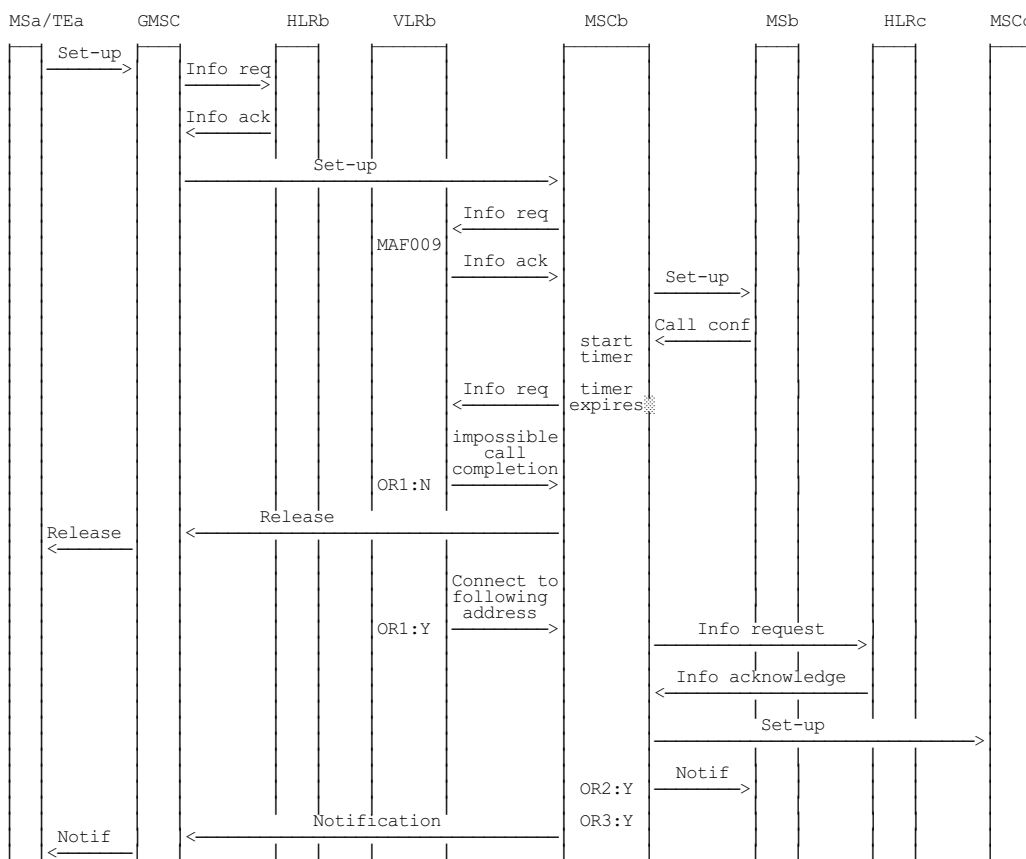 MSa/TEa GMSC HLRb VLRb MSCb MSb HLRc MSCc
Set-up
Info req
Info ack
Set-up
Info req
MAF009
Info ack
Set-up
Call conf
start
timer
Info req timer
expires
impossible
call
completion
OR1:N
Release
Release
Connect to
following
address
OR1:Y
Info request
Info acknowledge
Set-up
Notif
OR2:Y
Notification OR3:Y
Notif